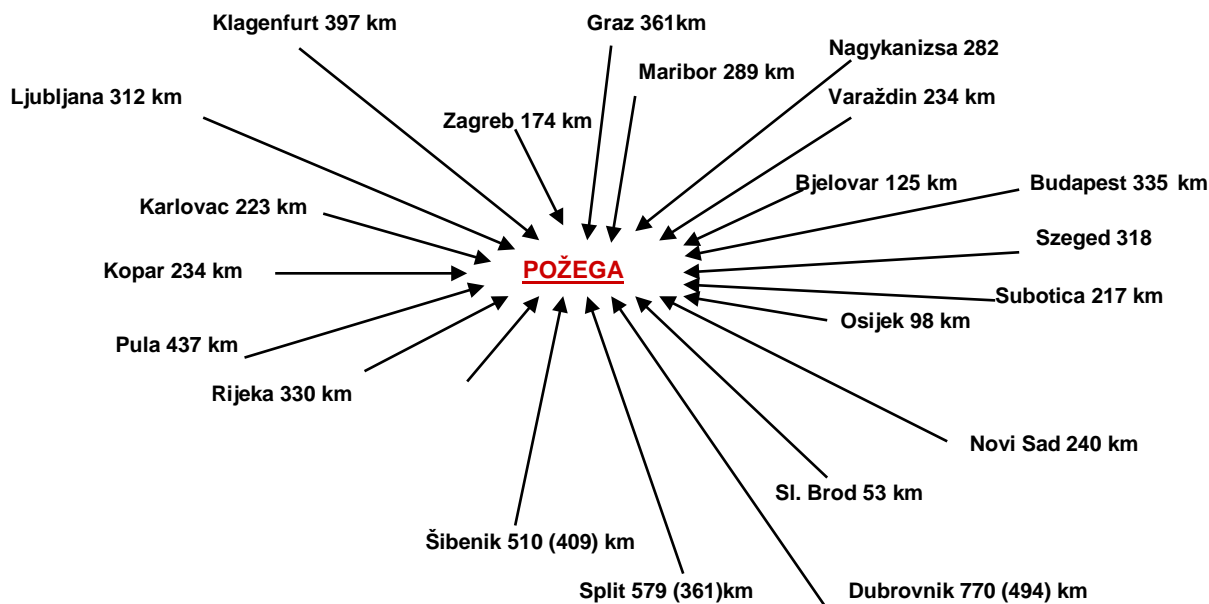 Klagenfurt 397 km
Graz 361km
Nagykanizsa 282
Maribor 289 km
Ljubljana 312 km
Varaždin 234 km
Zagreb 174 km
Bjelovar 125 km
Budapest 335 km
Karlovac 223 km
Szeged 318
Kopar 234 km
POŽEGA
Subotica 217 km
Osijek 98 km
Pula 437 km
Rijeka 330 km
Novi Sad 240 km
Sl. Brod 53 km
Šibenik 510 (409) km
Split 579 (361)km
Dubrovnik 770 (494) km